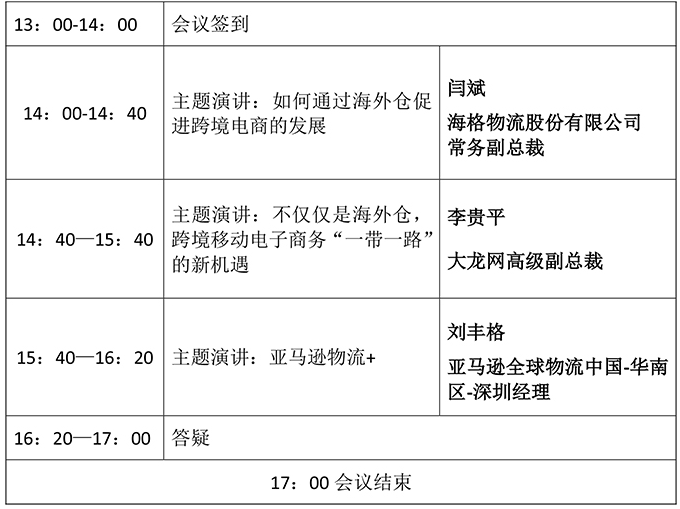 13：00-14：00 会议签到
14：00-14：40
主题演讲：如何通过海外仓促
进跨境电商的发展
闫斌
海格物流股份有限公司
常务副总裁
14：40—15：40
主题演讲：不仅仅是海外仓，
跨境移动电子商务“一带一路”
的新机遇
李贵平
大龙网高级副总裁
15：40—16：20
主题演讲：亚马逊物流+
刘丰格
亚马逊全球物流中国-华南
区-深圳经理
16：20—17：00 答疑
17：00 会议结束